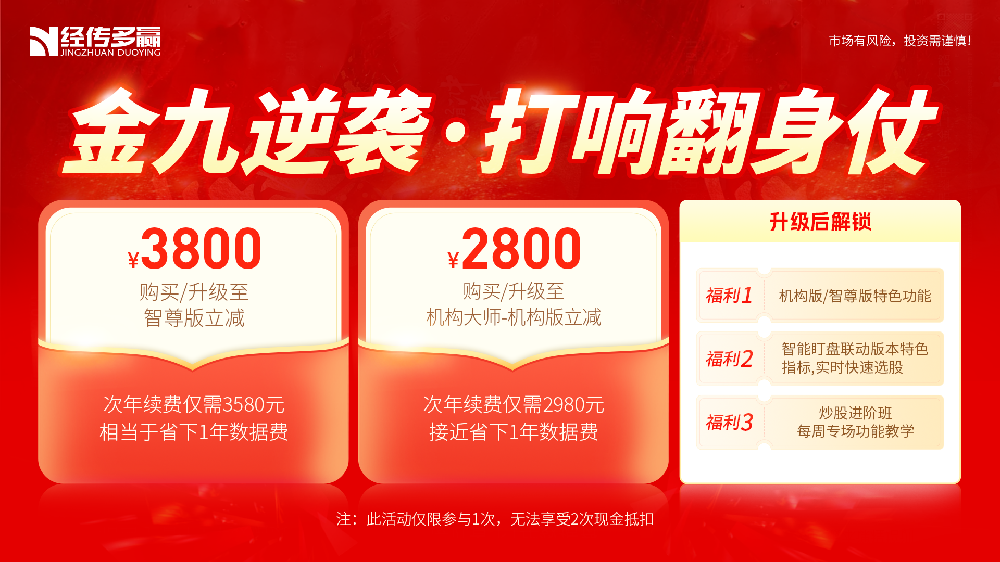 经传多赢
JINGZHUAN DUOYING
市场有风险，投资需谨慎！
金九逆袭·打响翻身仗
¥3800
购买/升级至
智尊版立减
次年续费仅需3580元
相当于省下1年数据费
¥2800
购买/升级至
机构大师-机构版立减
次年续费仅需2980元
接近省下1年数据费
升级后解锁
福利1
机构版/智尊版特色功能
福利2
智能盯盘联动版本特色
指标,实时快速选股
福利3
炒股进阶班
每周专场功能教学
注：此活动仅限参与1次，无法享受2次现金抵扣